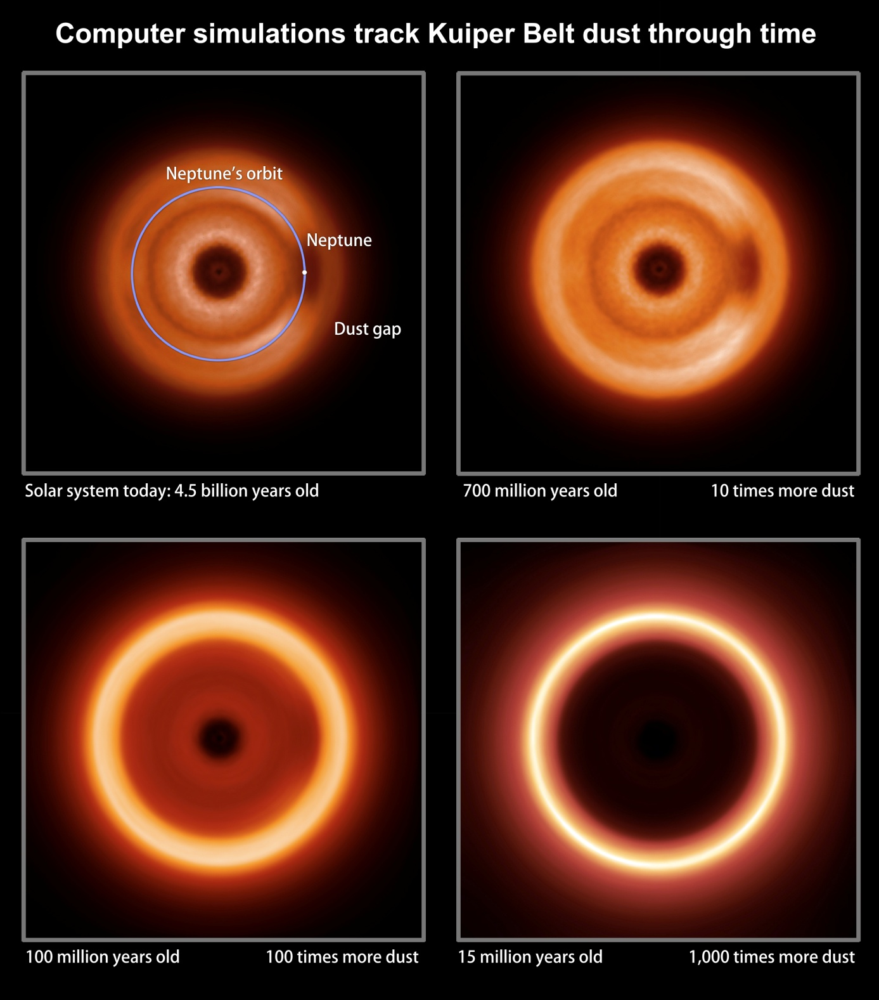 Computer simulations track Kuiper Belt dust through time
Neptune’s orbit
Neptune
Dust gap
Solar system today: 4.5 billion years old
700 million years old
10 times more dust
100 million years old
100 times more dust
15 million years old
1,000 times more dust